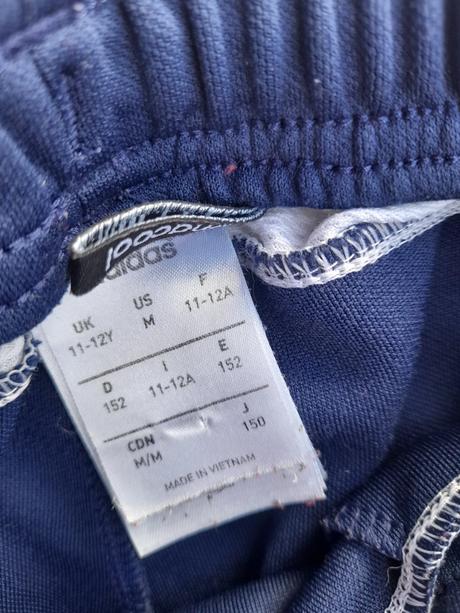 adidas
UK US F
11-12Y M 11-12A
D I E
152 11-12A 152
CDN J
M/M 150
MADE IN VIETNAM